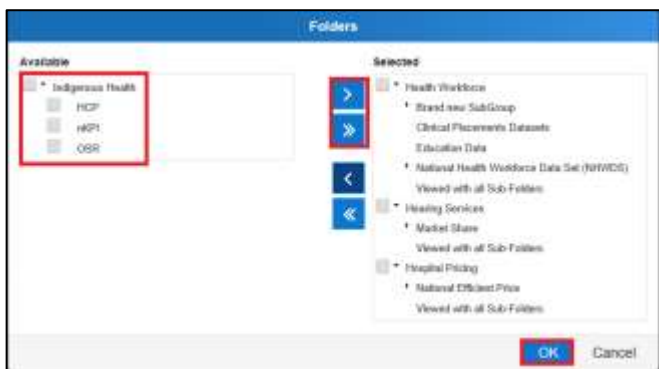 Folders
Available
Indigenous Health
HCP
nKPI
OSR
Selected
Health Workforce
Brand new SubGroup
Clinical Placements Datasets
Education Data
National Health Workforce Data Set (NHWDS)
Viewed with all Sub-Folders
Hearing Services
Market Share
Viewed with all Sub-Folders
Hospital Pricing
National Efficient Price
Viewed with all Sub-Folders
OK Cancel